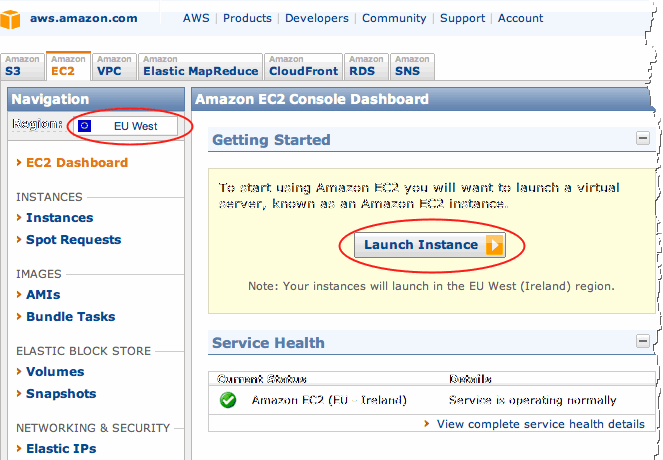 aws.amazon.com
AWS | Products | Developers | Community | Support | Account
Amazon S3
Amazon EC2
Amazon VPC
Amazon Elastic MapReduce
Amazon CloudFront
Amazon RDS
Amazon SNS
Navigation
Region: EU West
EC2 Dashboard
INSTANCES
Instances
Spot Requests
IMAGES
AMIs
Bundle Tasks
ELASTIC BLOCK STORE
Volumes
Snapshots
NETWORKING & SECURITY
Elastic IPs
Amazon EC2 Console Dashboard
Getting Started
To start using Amazon EC2 you will want to launch a virtual
server, known as an Amazon EC2 instance.
Launch Instance
Note: Your instances will launch in the EU West (Ireland) region.
Service Health
Current Status Details
Amazon EC2 (EU - Ireland) Service is operating normally
View complete service health details